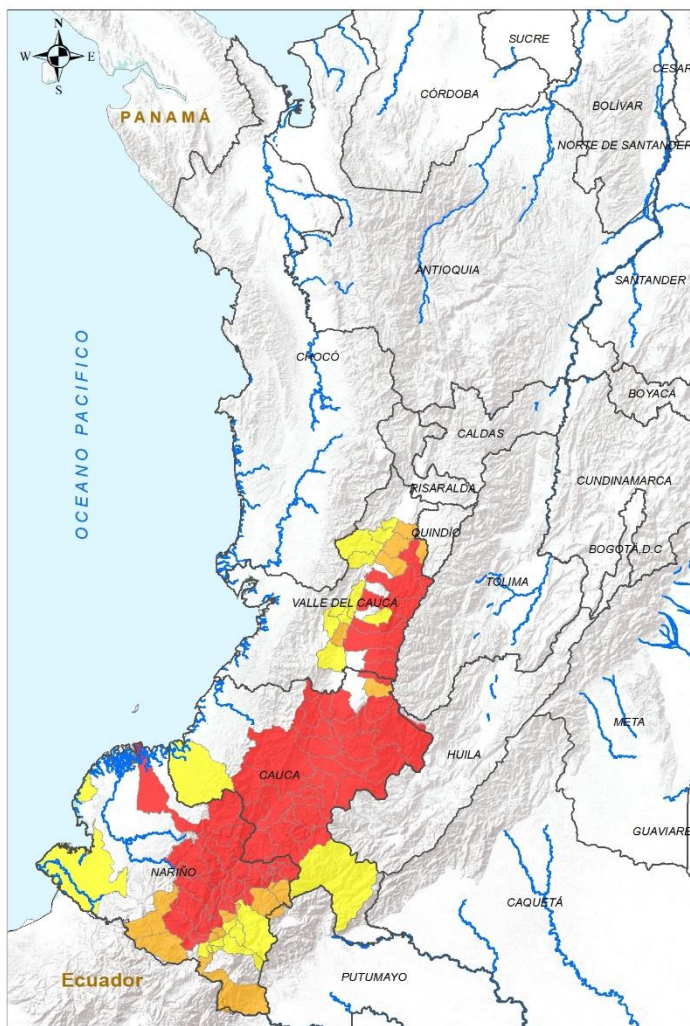 N
W E
S
SUCRE
CESAR
CÓRDOBA
BOLÍVAR
PANAMÁ
NORTE DE SANTANDER
ANTIOQUIA
SANTANDER
OCEANO PACIFICO
CHOCÓ
BOYACÁ
CALDAS
CUNDINAMARCA
RISARALDA
QUINDÍO
BOGOTÁ,D.C
TOLIMA
VALLE DEL CAUCA
META
HUILA
CAUCA
GUAVIARE
NARIÑO
CAQUETÁ
PUTUMAYO
Ecuador